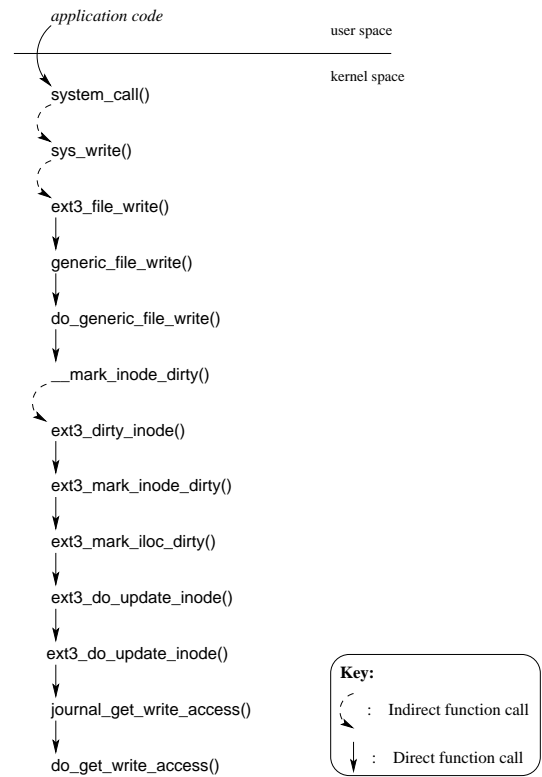 application code
user space
kernel space
system_call()
sys_write()
ext3_file_write()
generic_file_write()
do_generic_file_write()
__mark_inode_dirty()
ext3_dirty_inode()
ext3_mark_inode_dirty()
ext3_mark_iloc_dirty()
ext3_do_update_inode()
ext3_do_update_inode()
journal_get_write_access()
do_get_write_access()
Key:
: Indirect function call
: Direct function call